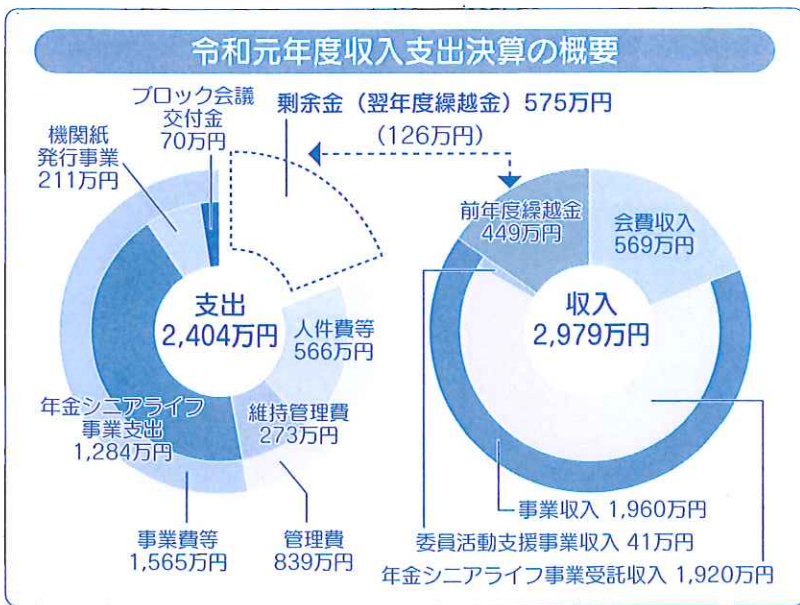 令和元年度収入支出決算の概要
ブロック会議
交付金
70万円
剰余金（翌年度繰越金）575万円
（126万円）
機関紙
発行事業
211万円
支出
2,404万円
人件費等
566万円
維持管理費
273万円
年金シニアライフ
事業支出
1,284万円
事業費等
1,565万円
管理費
839万円
前年度繰越金
449万円
会費収入
569万円
収入
2,979万円
事業収入 1,960万円
委員活動支援事業収入 41万円
年金シニアライフ事業受託収入 1,920万円